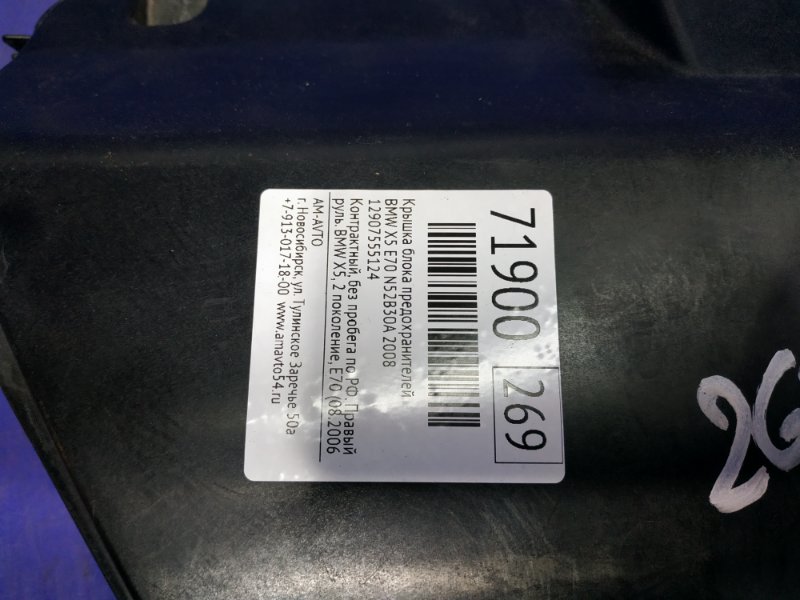 71900 269
Крышка блока предохранителей
BMW X5 E70 N52B30A 2008
12907555124
Контрактный, без пробега по РФ. Правый
руль. BMW X5, 2 поколение, E70 (08.2006
AM-AVTO
г. Новосибирск, ул. Тулинское Заречье 50а
+7-913-017-18-00 www.amavto54.ru